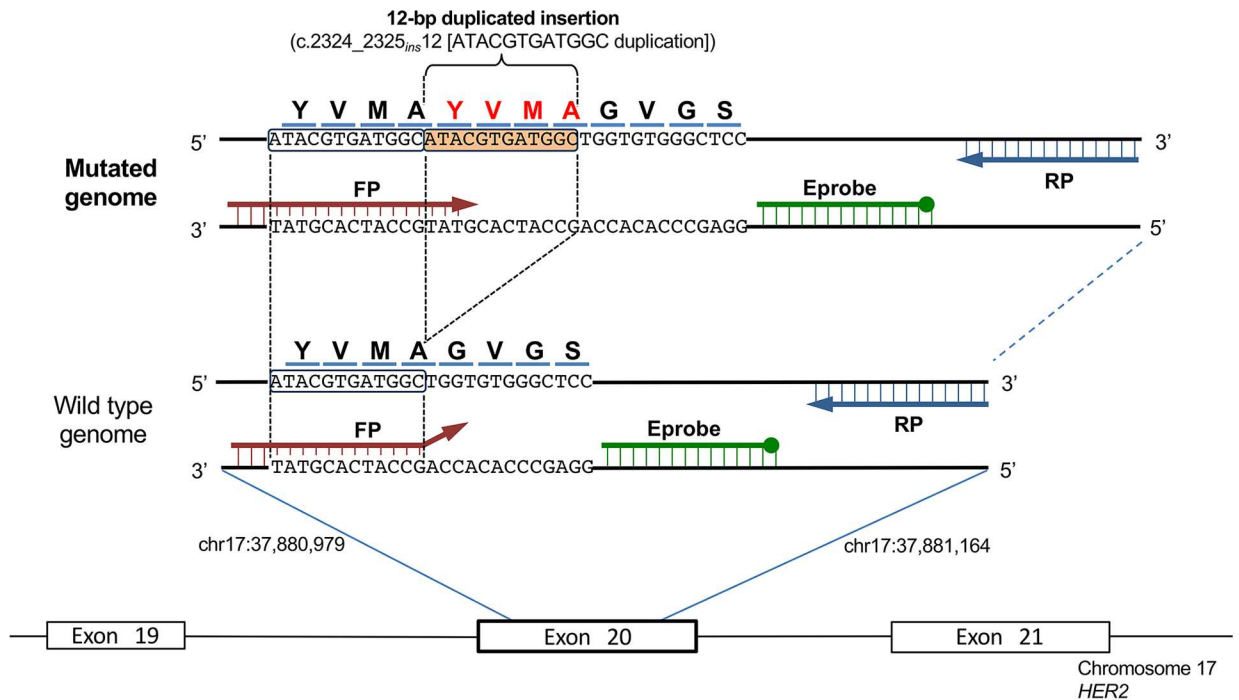 12-bp duplicated insertion
(c.2324_2325ins12 [ATACGTGATGGC duplication])
Y V M A Y V M A G V G S
5’ ATACGTGATGGCATACGTGATGGCTGGTGTGGGCTCC 3’
Mutated
genome
FP Eprobe RP
3’ TATGCACTACCGTATGCACTACCGACCACACCCGAGG 5’
Y V M A G V G S
5’ ATACGTGATGGCTGGTGTGGGCTCC 3’
Wild type
genome
FP Eprobe RP
3’ TATGCACTACCGACCACACCCGAGG 5’
chr17:37,880,979 chr17:37,881,164
Exon 19 Exon 20 Exon 21
Chromosome 17
HER2